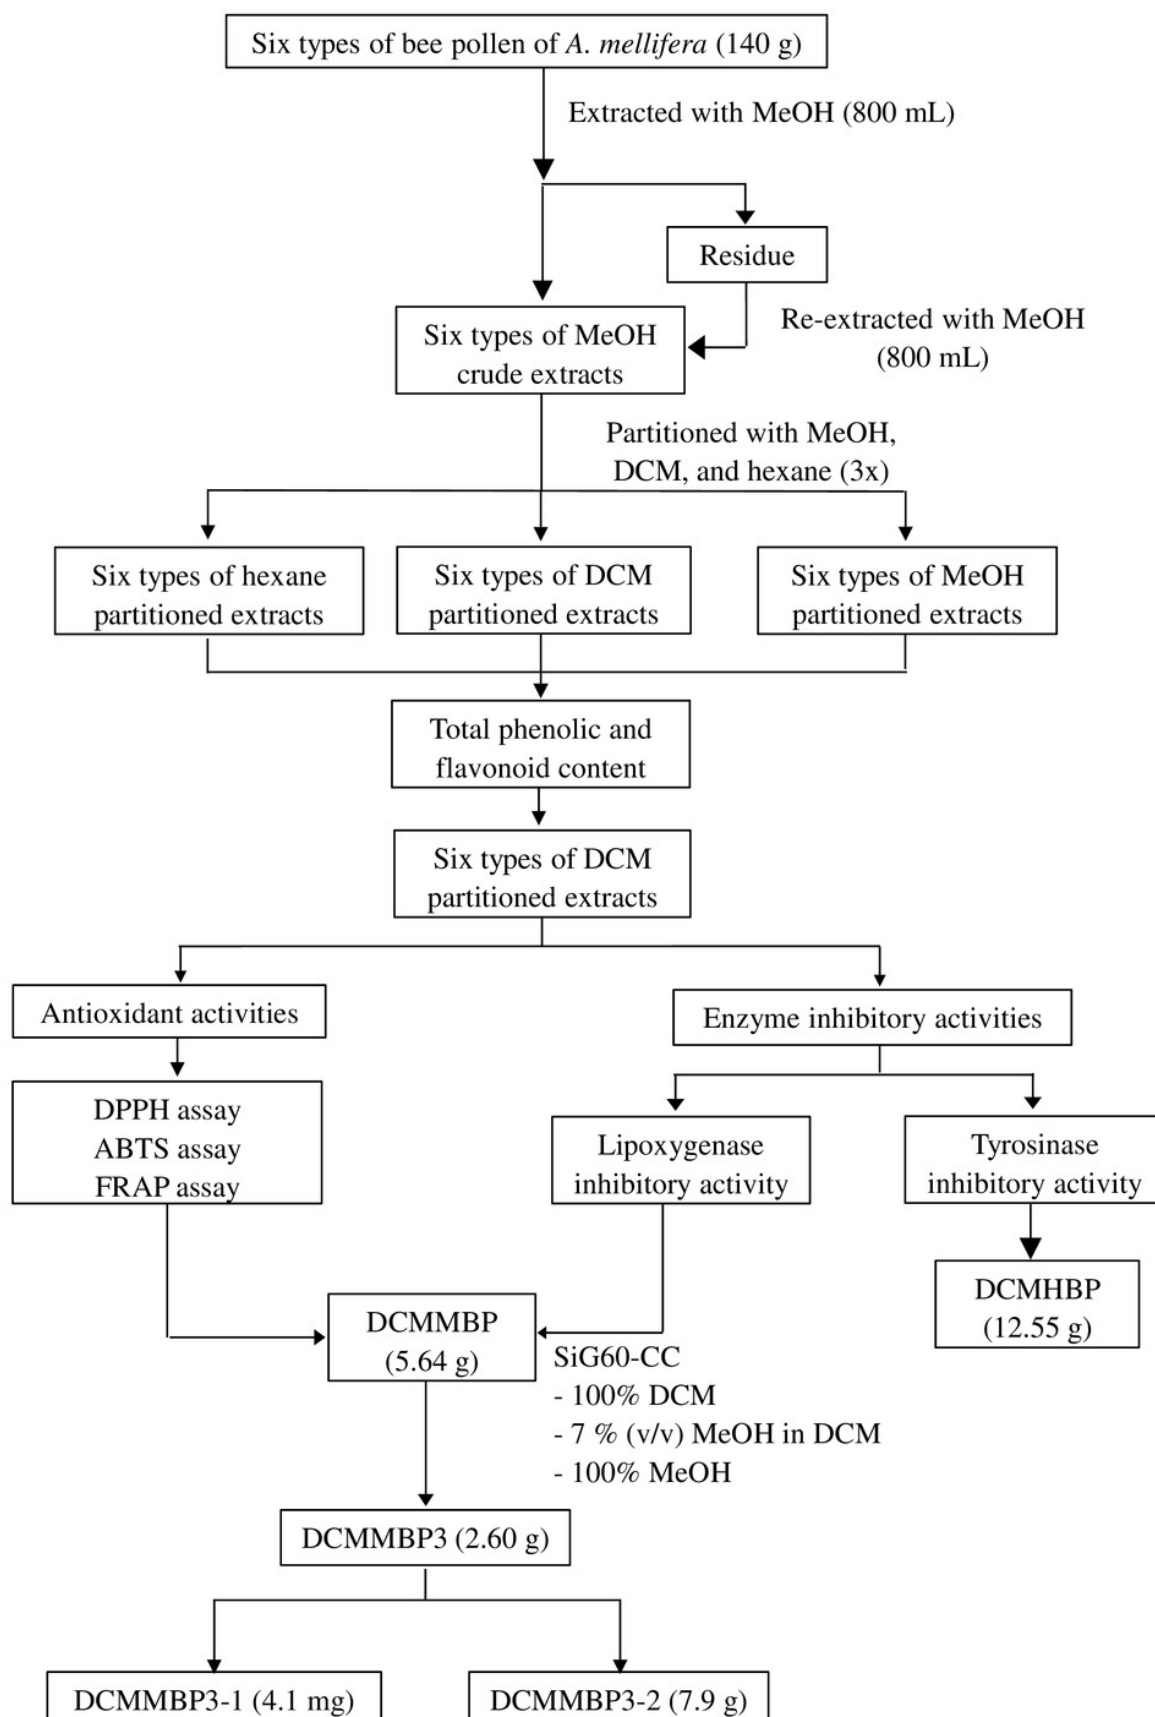 Six types of bee pollen of A. mellifera (140 g)
Extracted with MeOH (800 mL)
Residue
Six types of MeOH
crude extracts
Re-extracted with MeOH
(800 mL)
Partitioned with MeOH,
DCM, and hexane (3x)
Six types of hexane
partitioned extracts
Six types of DCM
partitioned extracts
Six types of MeOH
partitioned extracts
Total phenolic and
flavonoid content
Six types of DCM
partitioned extracts
Antioxidant activities
Enzyme inhibitory activities
DPPH assay
ABTS assay
FRAP assay
Lipoxygenase
inhibitory activity
Tyrosinase
inhibitory activity
DCMMBP
(5.64 g)
DCMHBP
(12.55 g)
SiG60-CC
- 100% DCM
- 7 % (v/v) MeOH in DCM
- 100% MeOH
DCMMBP3 (2.60 g)
DCMMBP3-1 (4.1 mg)
DCMMBP3-2 (7.9 g)